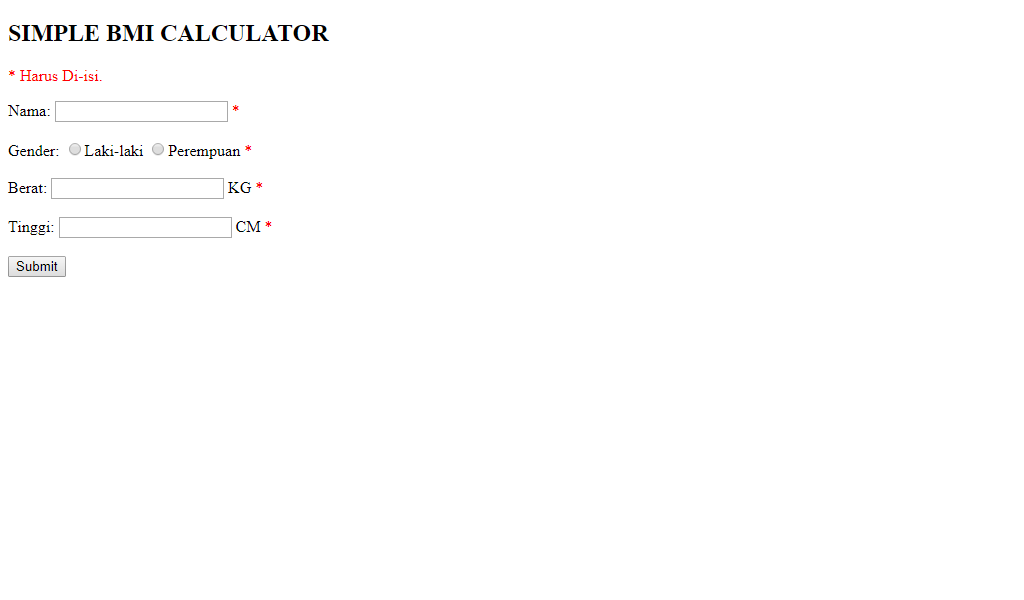 SIMPLE BMI CALCULATOR
* Harus Di-isi.
Nama: *
Gender: Laki-laki Perempuan *
Berat: KG *
Tinggi: CM *
Submit